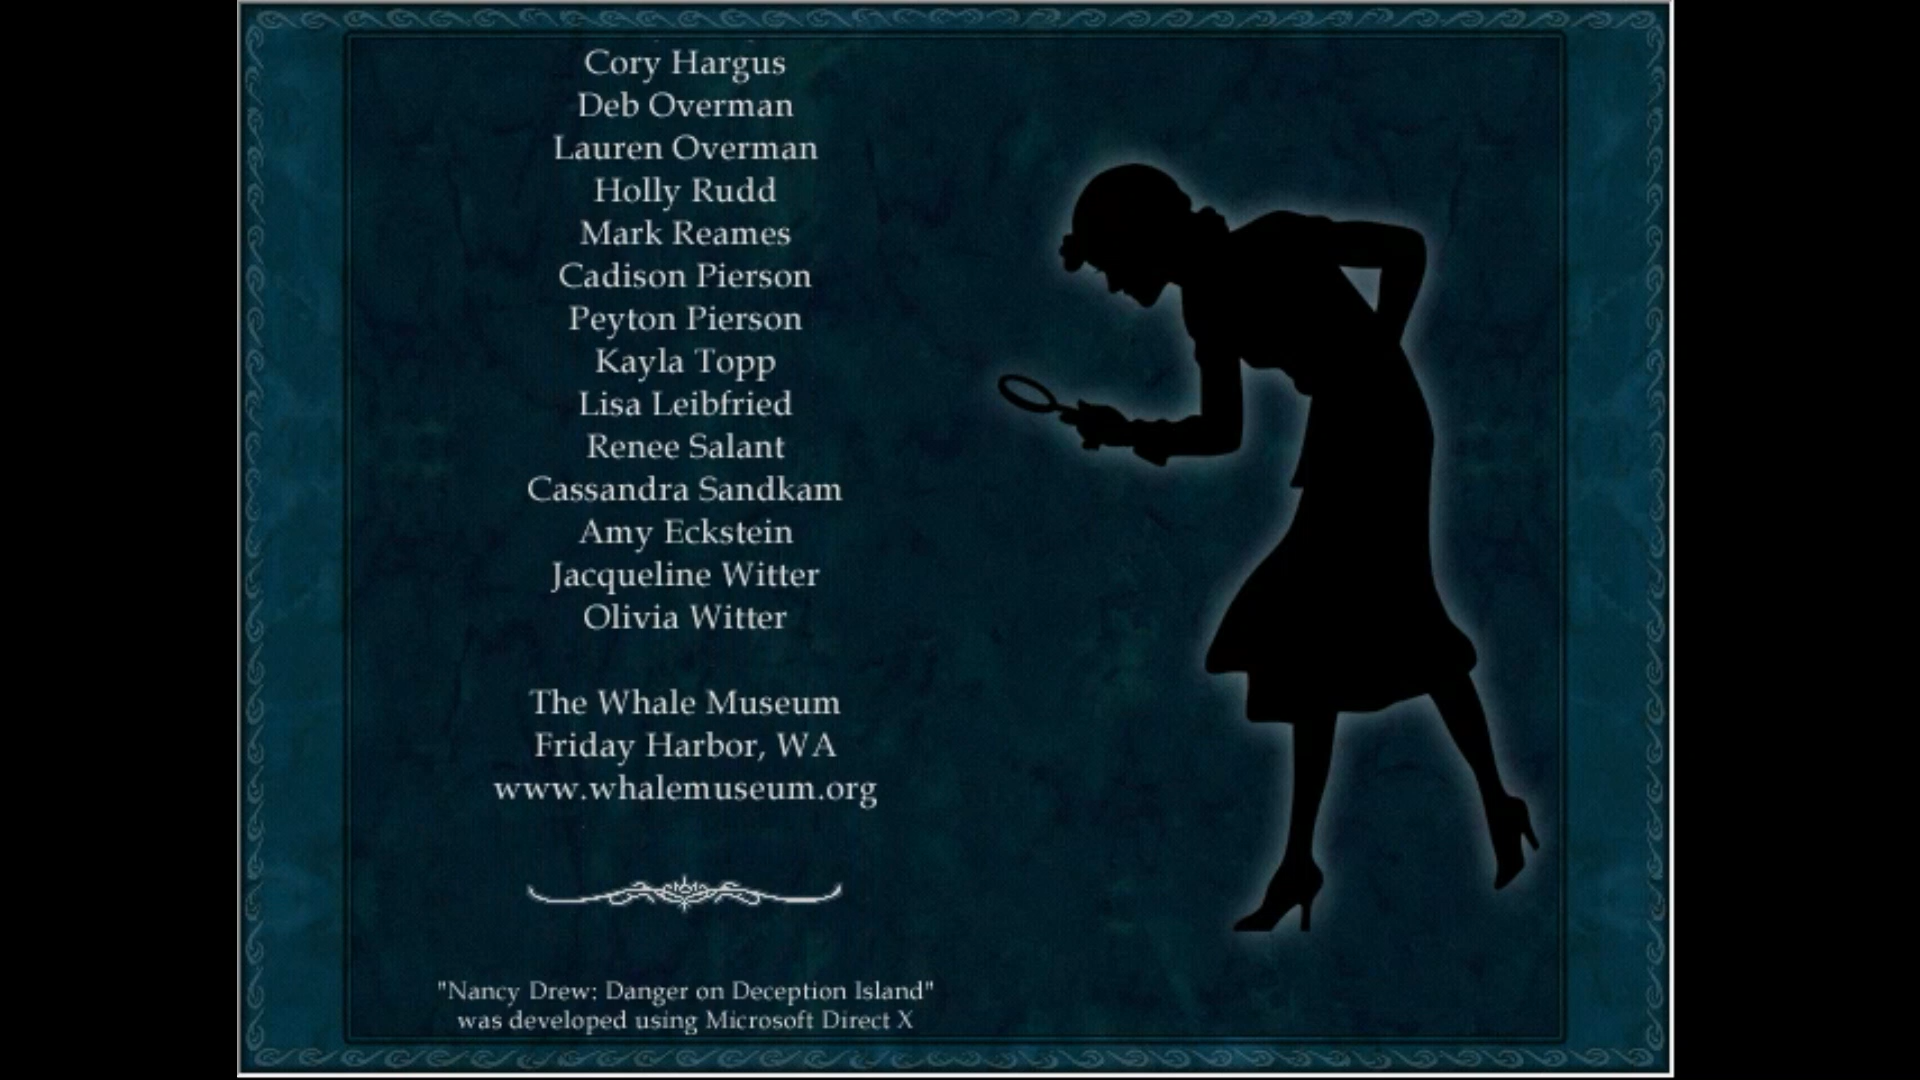 Cory Hargus
Deb Overman
Lauren Overman
Holly Rudd
Mark Reames
Cadison Pierson
Peyton Pierson
Kayla Topp
Lisa Leibfried
Renee Salant
Cassandra Sandkam
Amy Eckstein
Jacqueline Witter
Olivia Witter
The Whale Museum
Friday Harbor, WA
www.whalemuseum.org
"Nancy Drew: Danger on Deception Island"
was developed using Microsoft Direct X